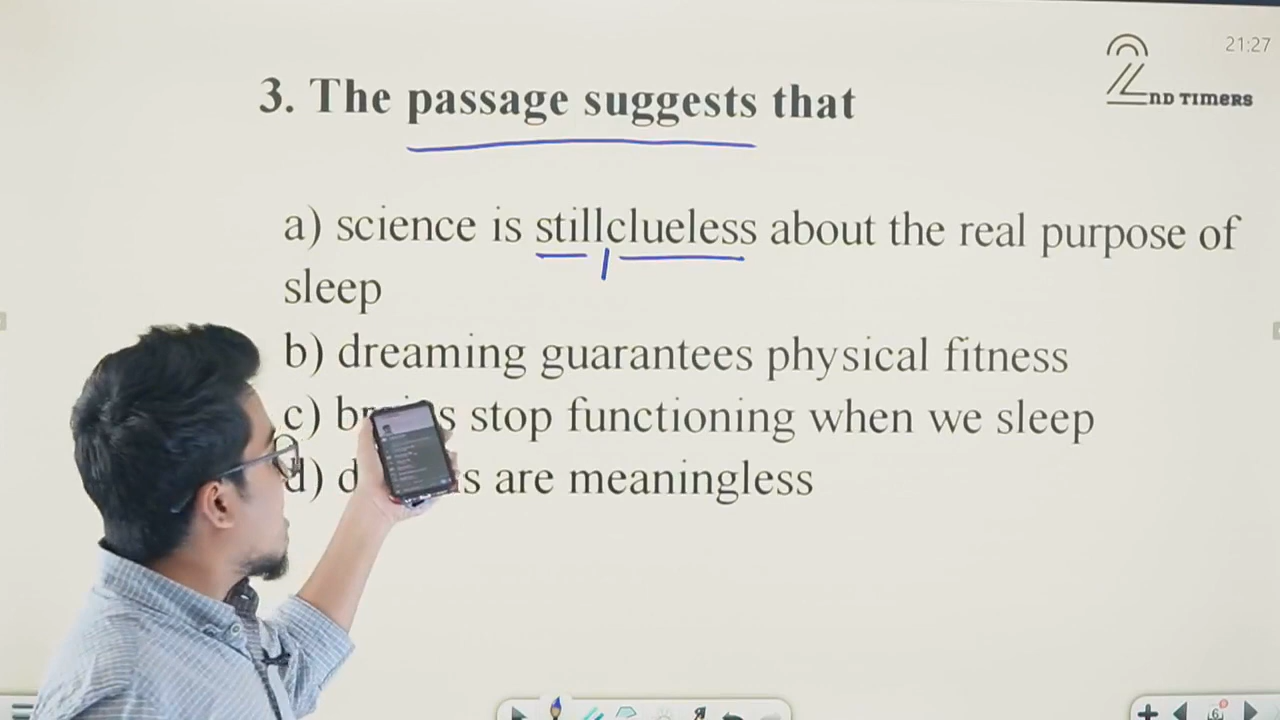 21:27
2ND TIMERS
3. The passage suggests that
a) science is stillclueless about the real purpose of
sleep
b) dreaming guarantees physical fitness
c) stop functioning when we sleep
d) are meaningless